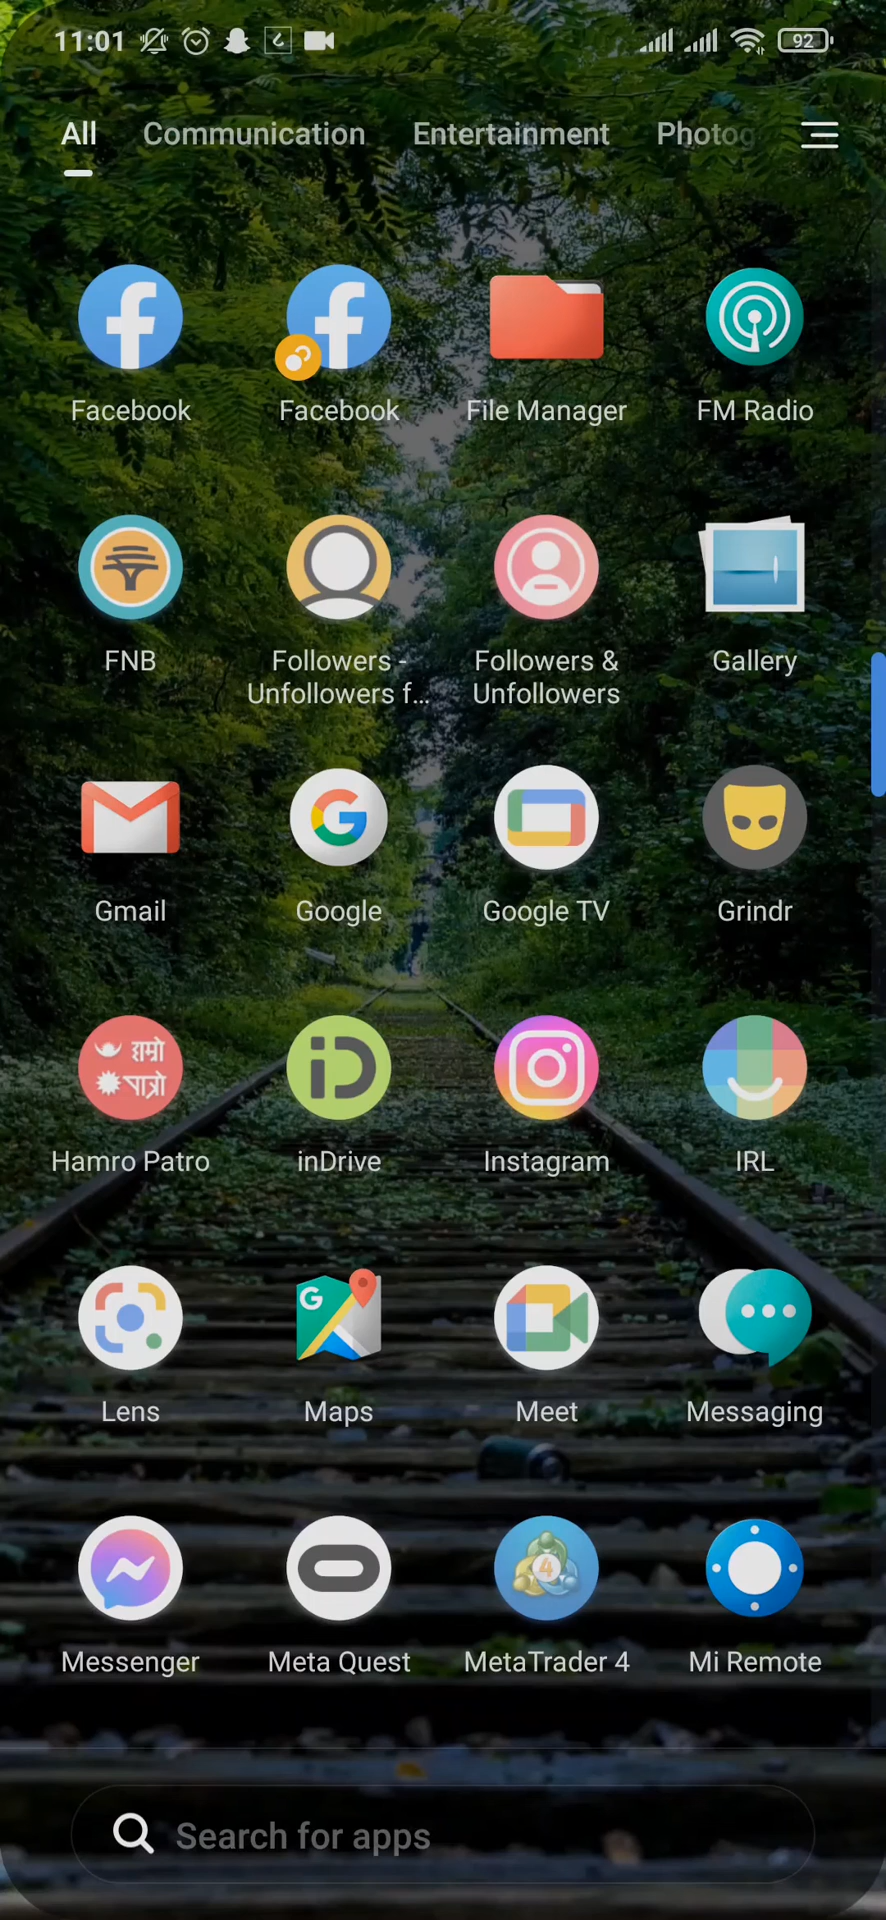 11:01
92
All Communication Entertainment Photog
Facebook Facebook File Manager FM Radio
FNB Followers - Followers & Gallery
Unfollowers f... Unfollowers
Gmail Google Google TV Grindr
हाम्रो
पात्रो
iD
Hamro Patro inDrive Instagram IRL
G
Lens Maps Meet Messaging
4
Messenger Meta Quest MetaTrader 4 Mi Remote
Search for apps